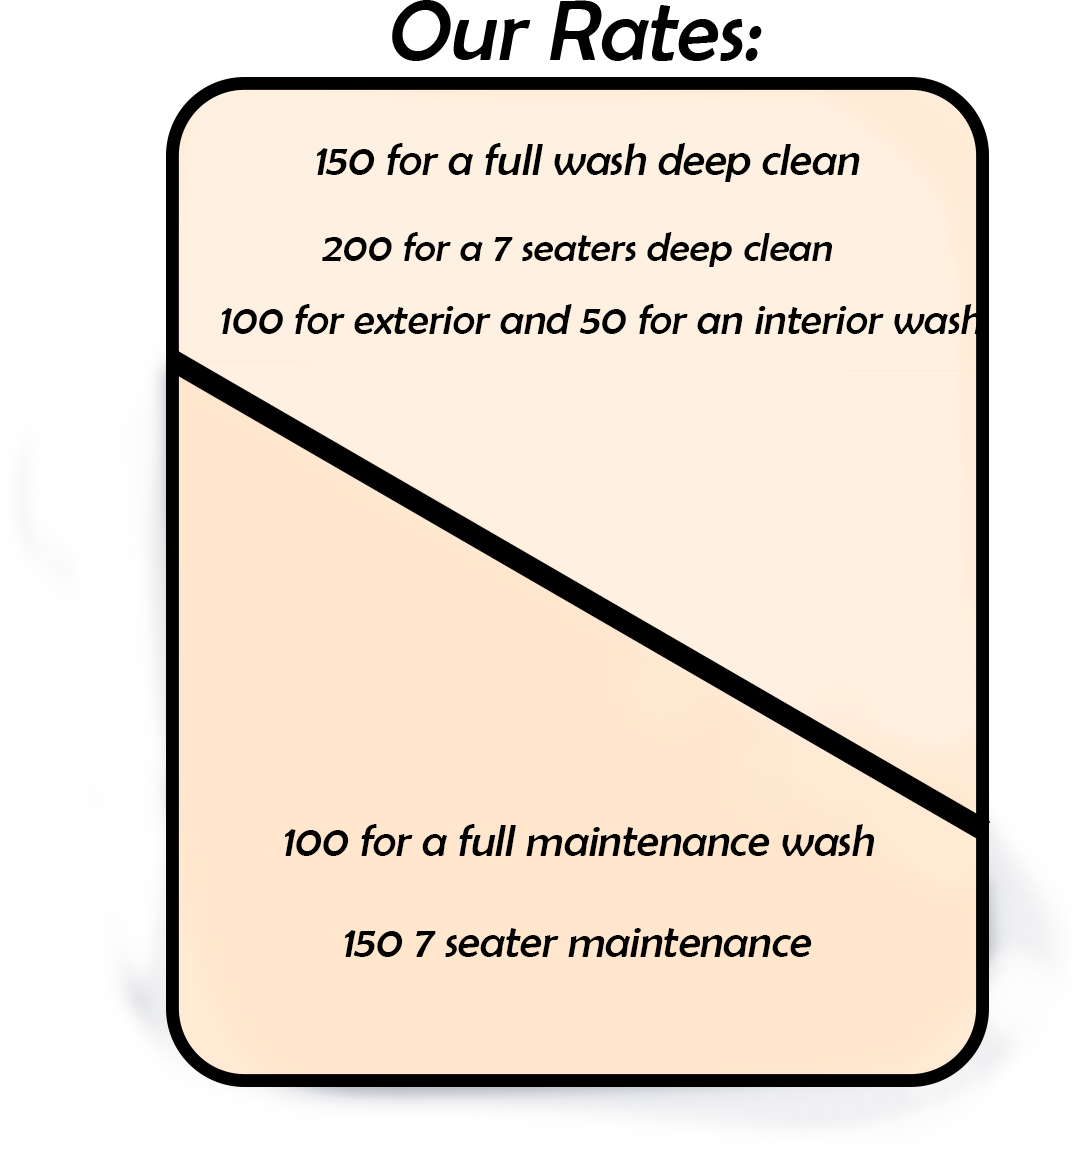 Our Rates:
150 for a full wash deep clean
200 for a 7 seaters deep clean
100 for exterior and 50 for an interior wash
100 for a full maintenance wash
150 7 seater maintenance